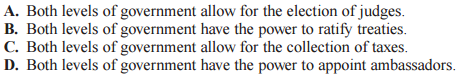 A. Both levels of government allow for the election of judges.
B. Both levels of government have the power to ratify treaties.
C. Both levels of government allow for the collection of taxes.
D. Both levels of government have the power to appoint ambassadors.